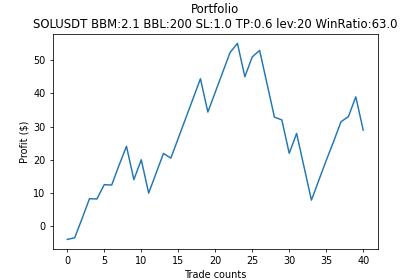 Portfolio
SOLUSDT BBM:2.1 BBL:200 SL:1.0 TP:0.6 lev:20 WinRatio:63.0
Profit ($)
50
40
30
20
10
0
0 5 10 15 20 25 30 35 40
Trade counts